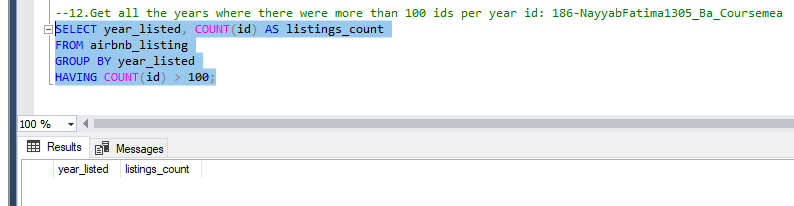 --12.Get all the years where there were more than 100 ids per year id: 186-NayyabFatima1305_Ba_Coursemea
SELECT year_listed, COUNT(id) AS listings_count
FROM airbnb_listing
GROUP BY year_listed
HAVING COUNT(id) > 100;
100 %
Results Messages
year_listed listings_count